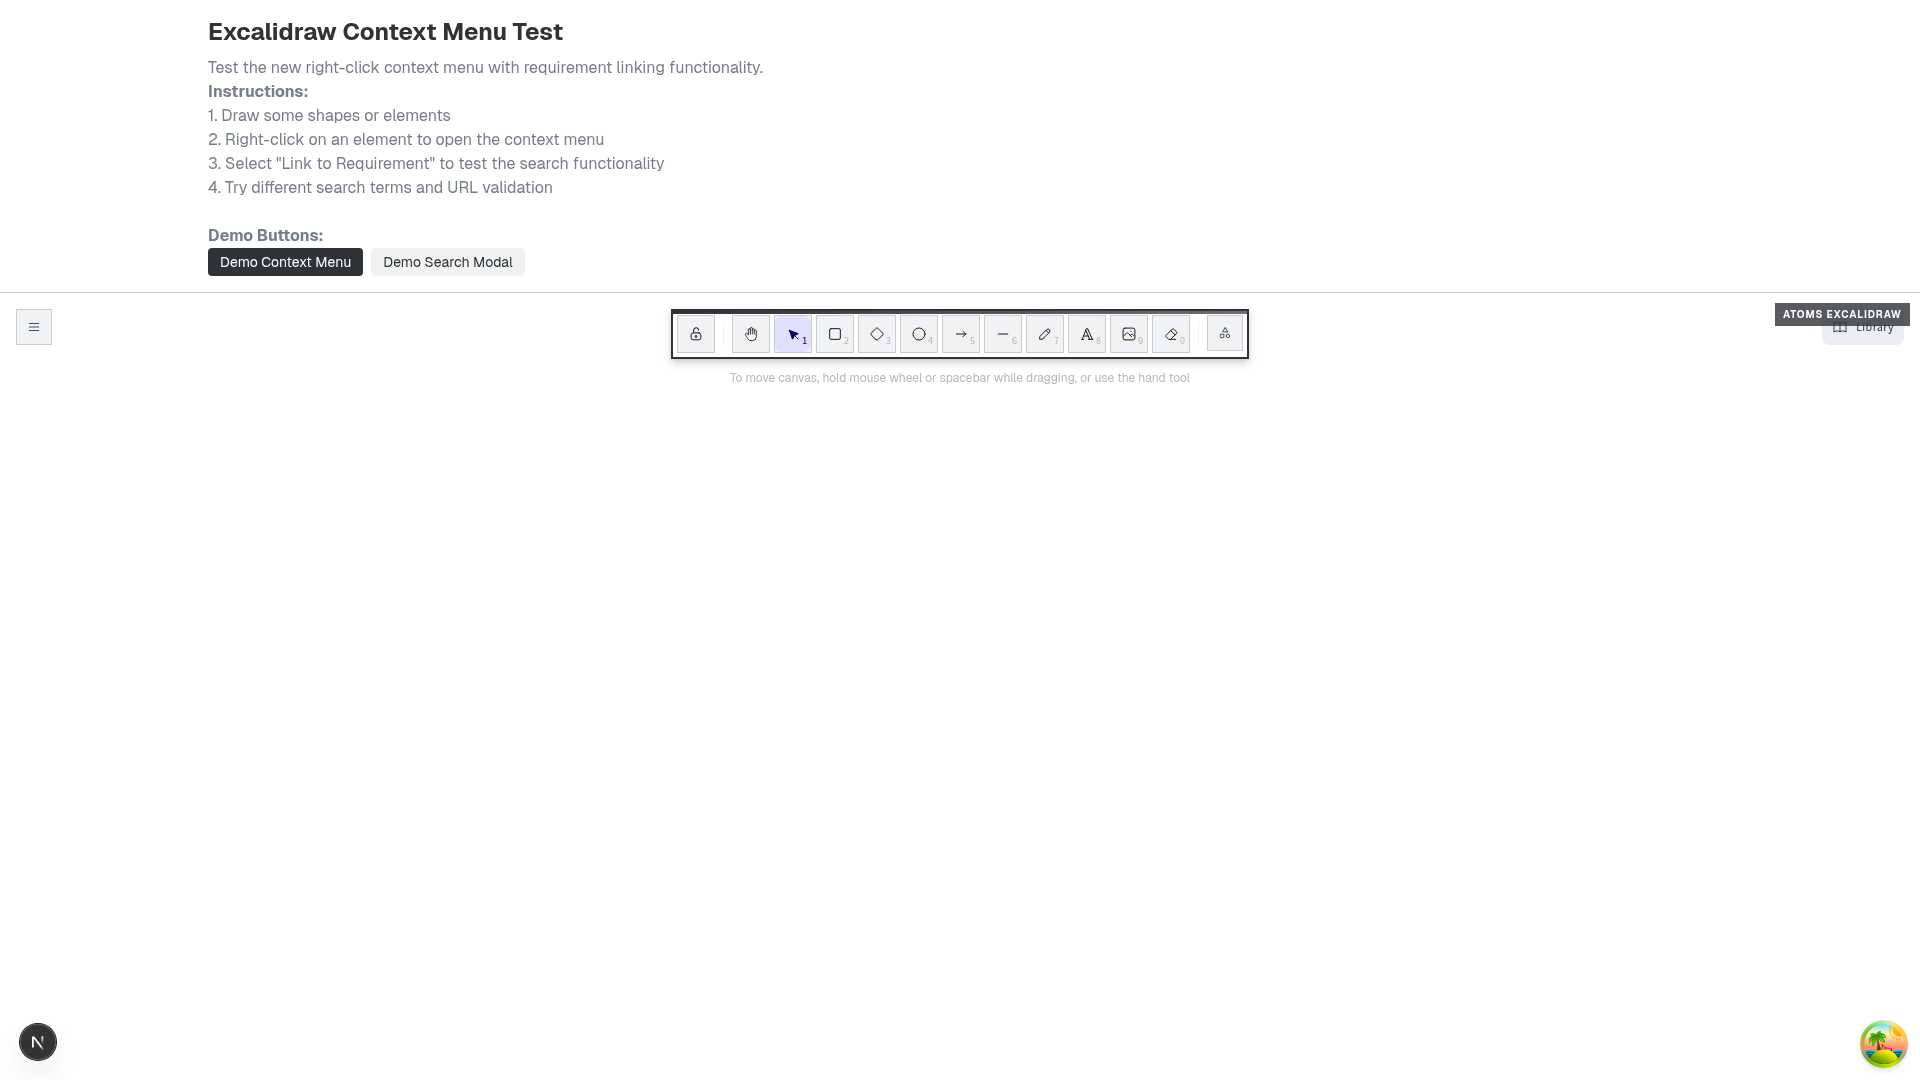 Excalidraw Context Menu Test
Test the new right-click context menu with requirement linking functionality.
Instructions:
1. Draw some shapes or elements
2. Right-click on an element to open the context menu
3. Select "Link to Requirement" to test the search functionality
4. Try different search terms and URL validation
Demo Buttons:
Demo Context Menu Demo Search Modal
ATOMS EXCALIDRAW
Library
1 2 3 4 5 6 7 8 9 0
To move canvas, hold mouse wheel or spacebar while dragging, or use the hand tool
N